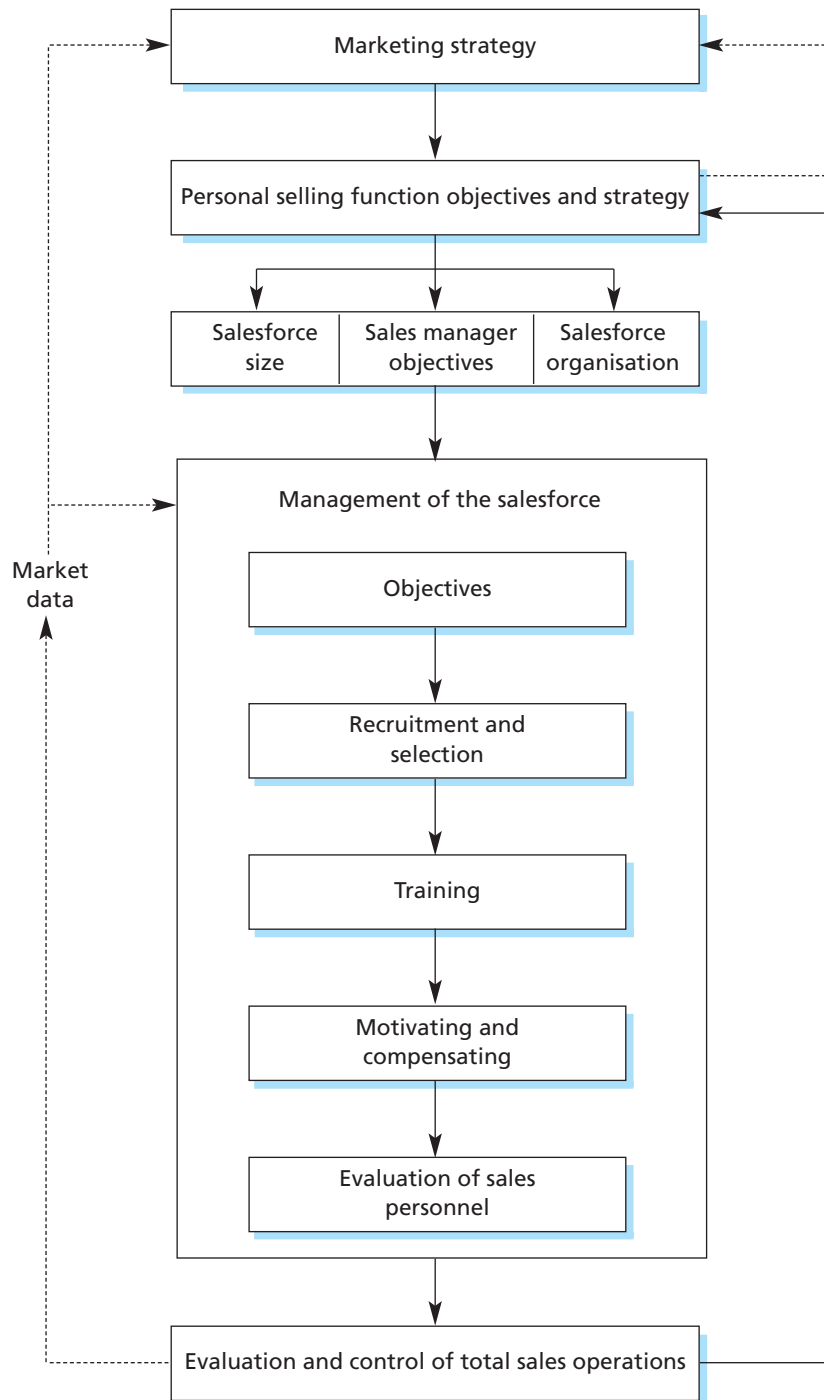 Marketing strategy
Personal selling function objectives and strategy
Salesforce
size
Sales manager
objectives
Salesforce
organisation
Management of the salesforce
Objectives
Market
data
Recruitment and
selection
Training
Motivating and
compensating
Evaluation of sales
personnel
Evaluation and control of total sales operations